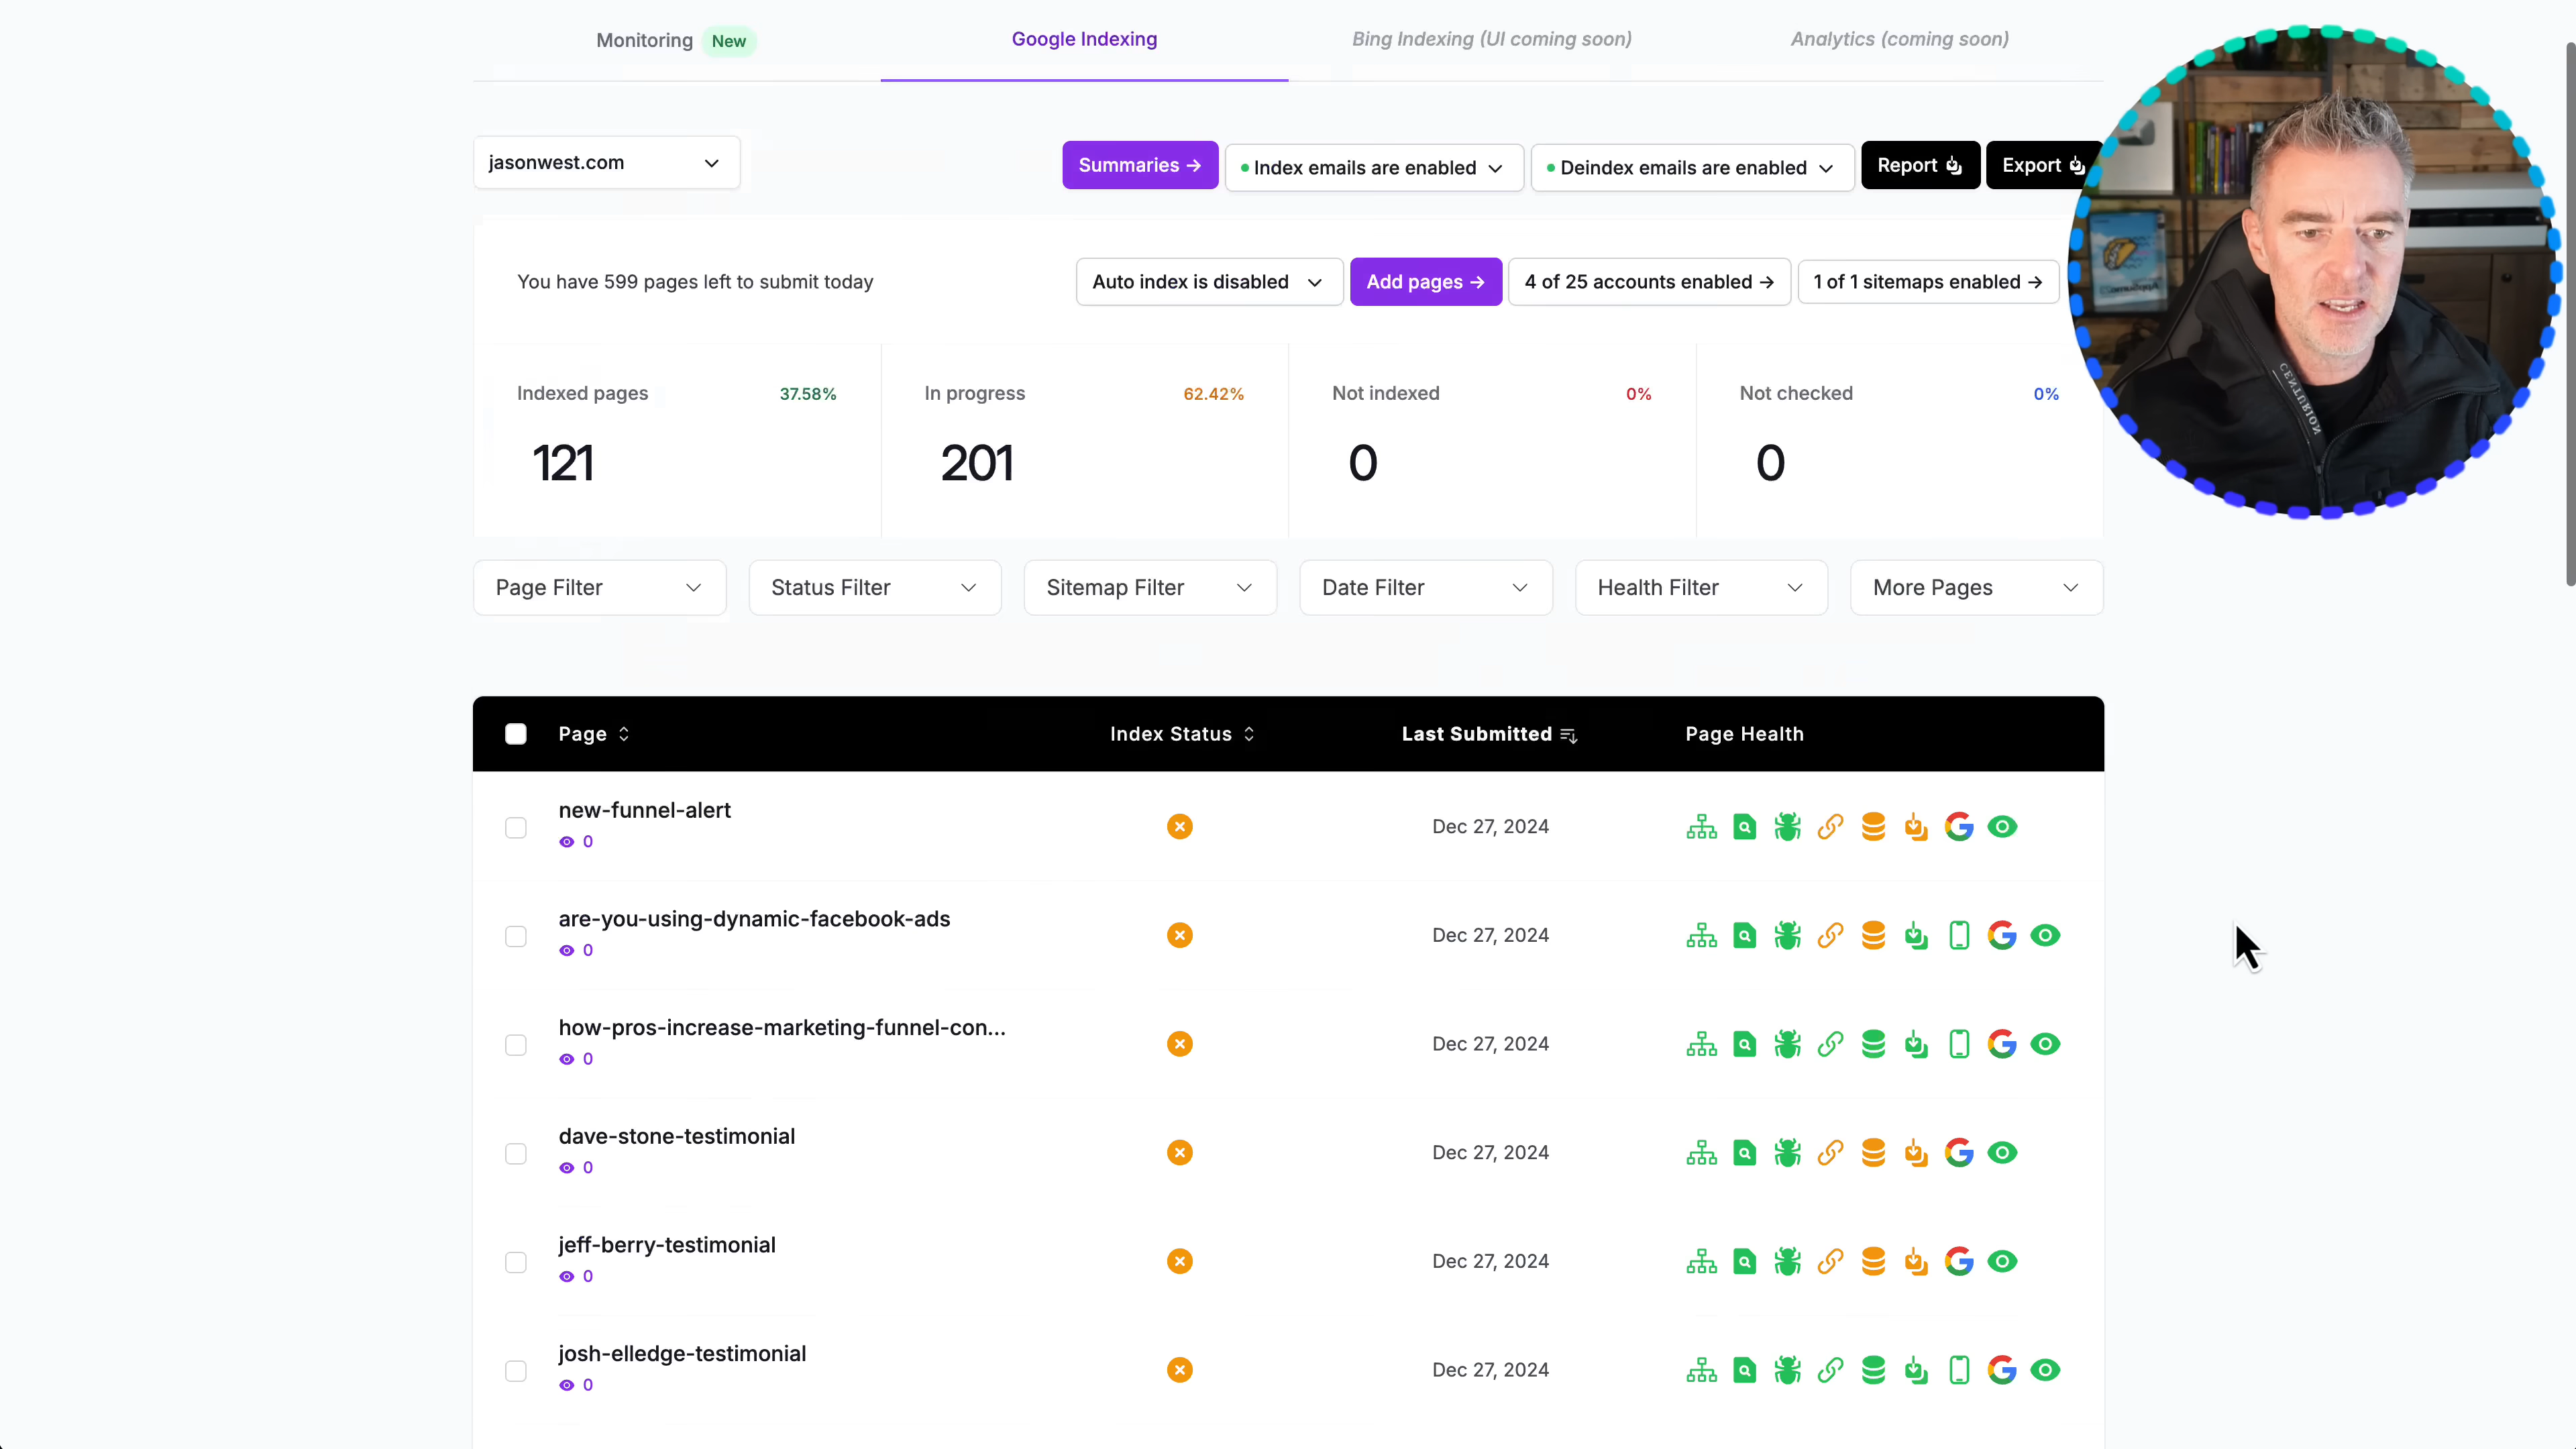 Monitoring New
Google Indexing
Bing Indexing (UI coming soon)
Analytics (coming soon)
jasonwest.com
Summaries →
Index emails are enabled
Deindex emails are enabled
Report
Export
You have 599 pages left to submit today
Auto index is disabled
Add pages →
4 of 25 accounts enabled →
1 of 1 sitemaps enabled →
Indexed pages 37.58%
121
In progress 62.42%
201
Not indexed 0%
0
Not checked 0%
0
CENTURION
Page Filter
Status Filter
Sitemap Filter
Date Filter
Health Filter
More Pages
Page Index Status Last Submitted Page Health
new-funnel-alert
0
Dec 27, 2024
are-you-using-dynamic-facebook-ads
0
Dec 27, 2024
how-pros-increase-marketing-funnel-con...
0
Dec 27, 2024
dave-stone-testimonial
0
Dec 27, 2024
jeff-berry-testimonial
0
Dec 27, 2024
josh-elledge-testimonial
0
Dec 27, 2024